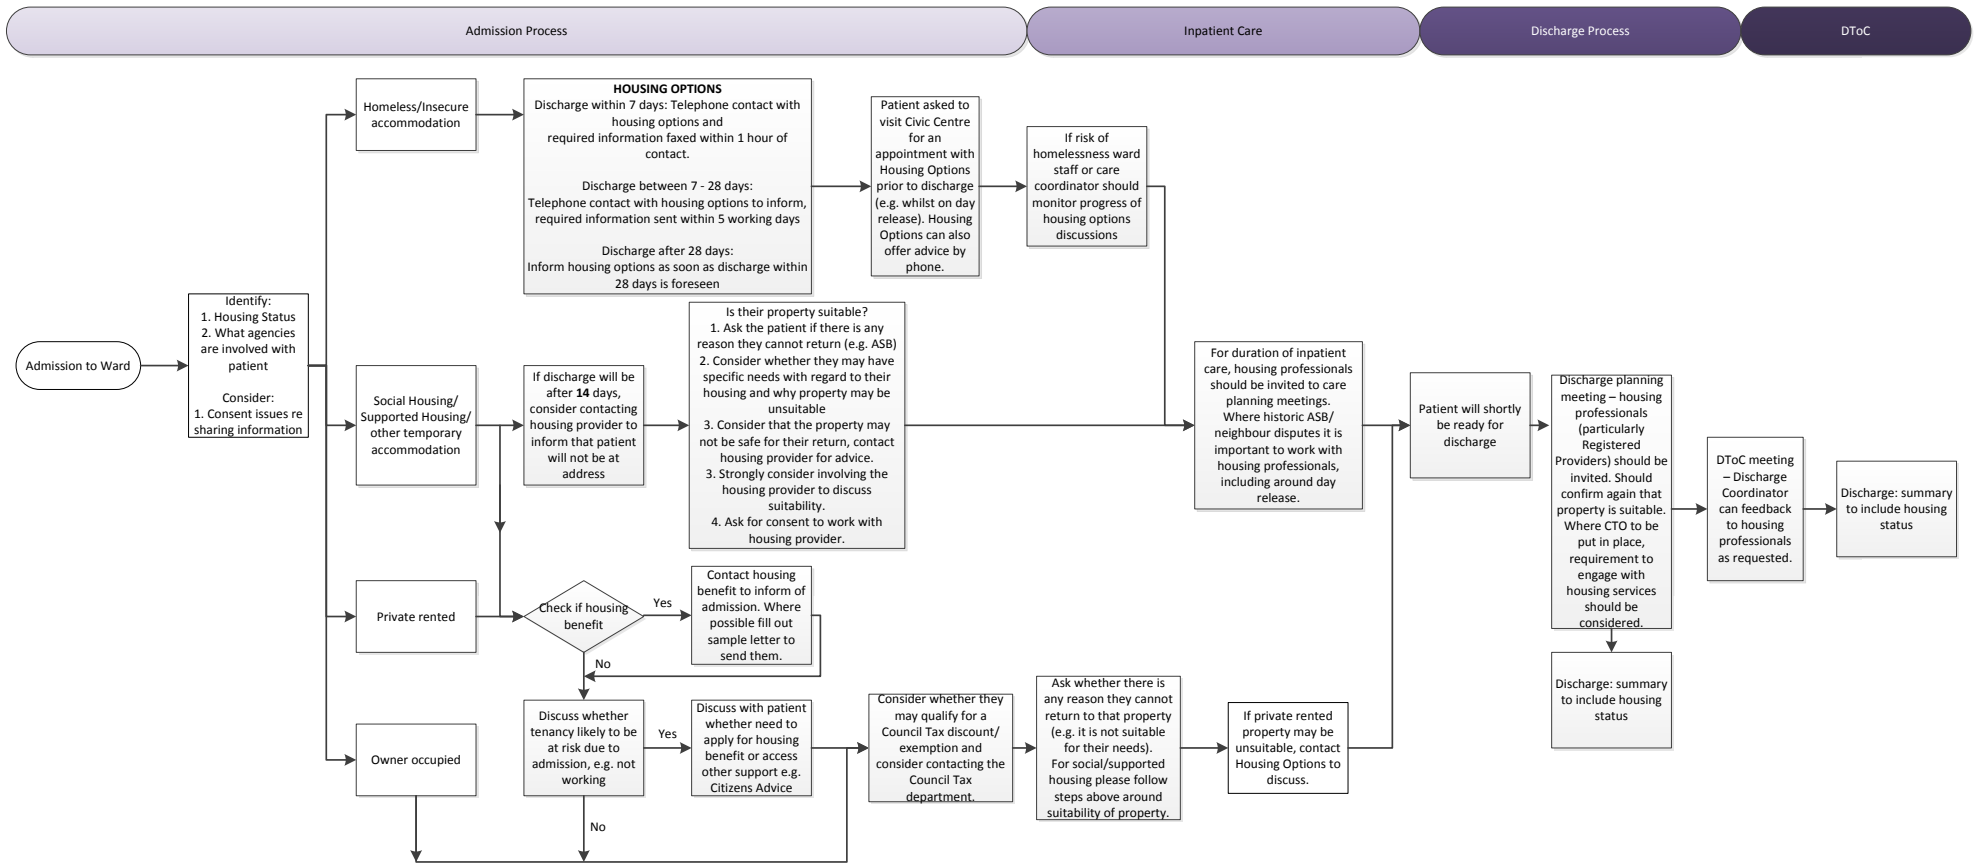 Admission Process
Inpatient Care
Discharge Process
DToC
Admission to Ward
Identify:
1. Housing Status
2. What agencies
are involved with
patient
Consider:
1. Consent issues re
sharing information
Homeless/Insecure
accommodation
HOUSING OPTIONS
Discharge within 7 days: Telephone contact with
housing options and
required information faxed within 1 hour of
contact.
Discharge between 7 - 28 days:
Telephone contact with housing options to inform,
required information sent within 5 working days
Discharge after 28 days:
Inform housing options as soon as discharge within
28 days is foreseen
Patient asked to
visit Civic Centre
for an
appointment with
Housing Options
prior to discharge
(e.g. whilst on day
release). Housing
Options can also
offer advice by
phone.
If risk of
homelessness ward
staff or care
coordinator should
monitor progress of
housing options
discussions
Social Housing/
Supported Housing/
other temporary
accommodation
If discharge will be
after 14 days,
consider contacting
housing provider to
inform that patient
will not be at
address
Is their property suitable?
1. Ask the patient if there is any
reason they cannot return (e.g. ASB)
2. Consider whether they may have
specific needs with regard to their
housing and why property may be
unsuitable
3. Consider that the property may
not be safe for their return, contact
housing provider for advice.
3. Strongly consider involving the
housing provider to discuss
suitability.
4. Ask for consent to work with
housing provider.
For duration of inpatient
care, housing professionals
should be invited to care
planning meetings.
Where historic ASB/
neighbour disputes it is
important to work with
housing professionals,
including around day
release.
Patient will shortly
be ready for
discharge
Discharge planning
meeting – housing
professionals
(particularly
Registered
Providers) should be
invited. Should
confirm again that
property is suitable.
Where CTO to be
put in place,
requirement to
engage with
housing services
should be
considered.
DToC meeting
– Discharge
Coordinator
can feedback
to housing
professionals
as requested.
Discharge: summary
to include housing
status
Discharge: summary
to include housing
status
Private rented
Check if housing
benefit
Yes
No
Contact housing
benefit to inform of
admission. Where
possible fill out
sample letter to
send them.
Owner occupied
Discuss whether
tenancy likely to be
at risk due to
admission, e.g. not
working
Yes
No
Discuss with patient
whether need to
apply for housing
benefit or access
other support e.g.
Citizens Advice
Consider whether they
may qualify for a
Council Tax discount/
exemption and
consider contacting the
Council Tax
department.
Ask whether there is
any reason they cannot
return to that property
(e.g. it is not suitable
for their needs).
For social/supported
housing please follow
steps above around
suitability of property.
If private rented
property may be
unsuitable, contact
Housing Options to
discuss.